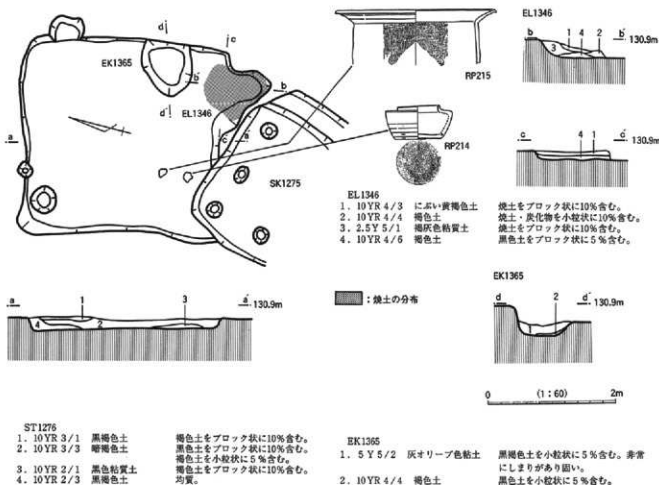 d´
c
EK1365
b´
b
EL1346
d´
c´
a´
a
SK1275
RP215
RP214
EL1346
b b´ 130.9m
1 4 2
3
c c´ 130.9m
4 1
EL1346
1. 10YR 4/3 にぶい黄褐色土 焼土をブロック状に10%含む。
2. 10YR 4/4 褐色土 焼土・炭化物を小粒状に10%含む。
3. 2.5Y 5/1 褐灰色粘質土 焼土をブロック状に10%含む。
4. 10YR 4/6 褐色土 黒色土をブロック状に5%含む。
:焼土の分布
a a´ 130.9m
1 3
4 2
EK1365
d d´ 130.9m
2
1
0 (1:60) 2m
ST1276
1. 10YR 3/1 黒褐色土 褐色土をブロック状に10%含む。
2. 10YR 3/3 暗褐色土 黒色土をブロック状に10%含む。
褐色土を小粒状に5%含む。
3. 10YR 2/1 黒色粘質土 褐色土をブロック状に10%含む。
4. 10YR 2/3 黒褐色土 均質。
EK1365
1. 5Y 5/2 灰オリーブ色粘土 黒褐色土を小粒状に5%含む。非常
にしまりがあり固い。
2. 10YR 4/4 褐色土 黒色土を小粒状に5%含む。